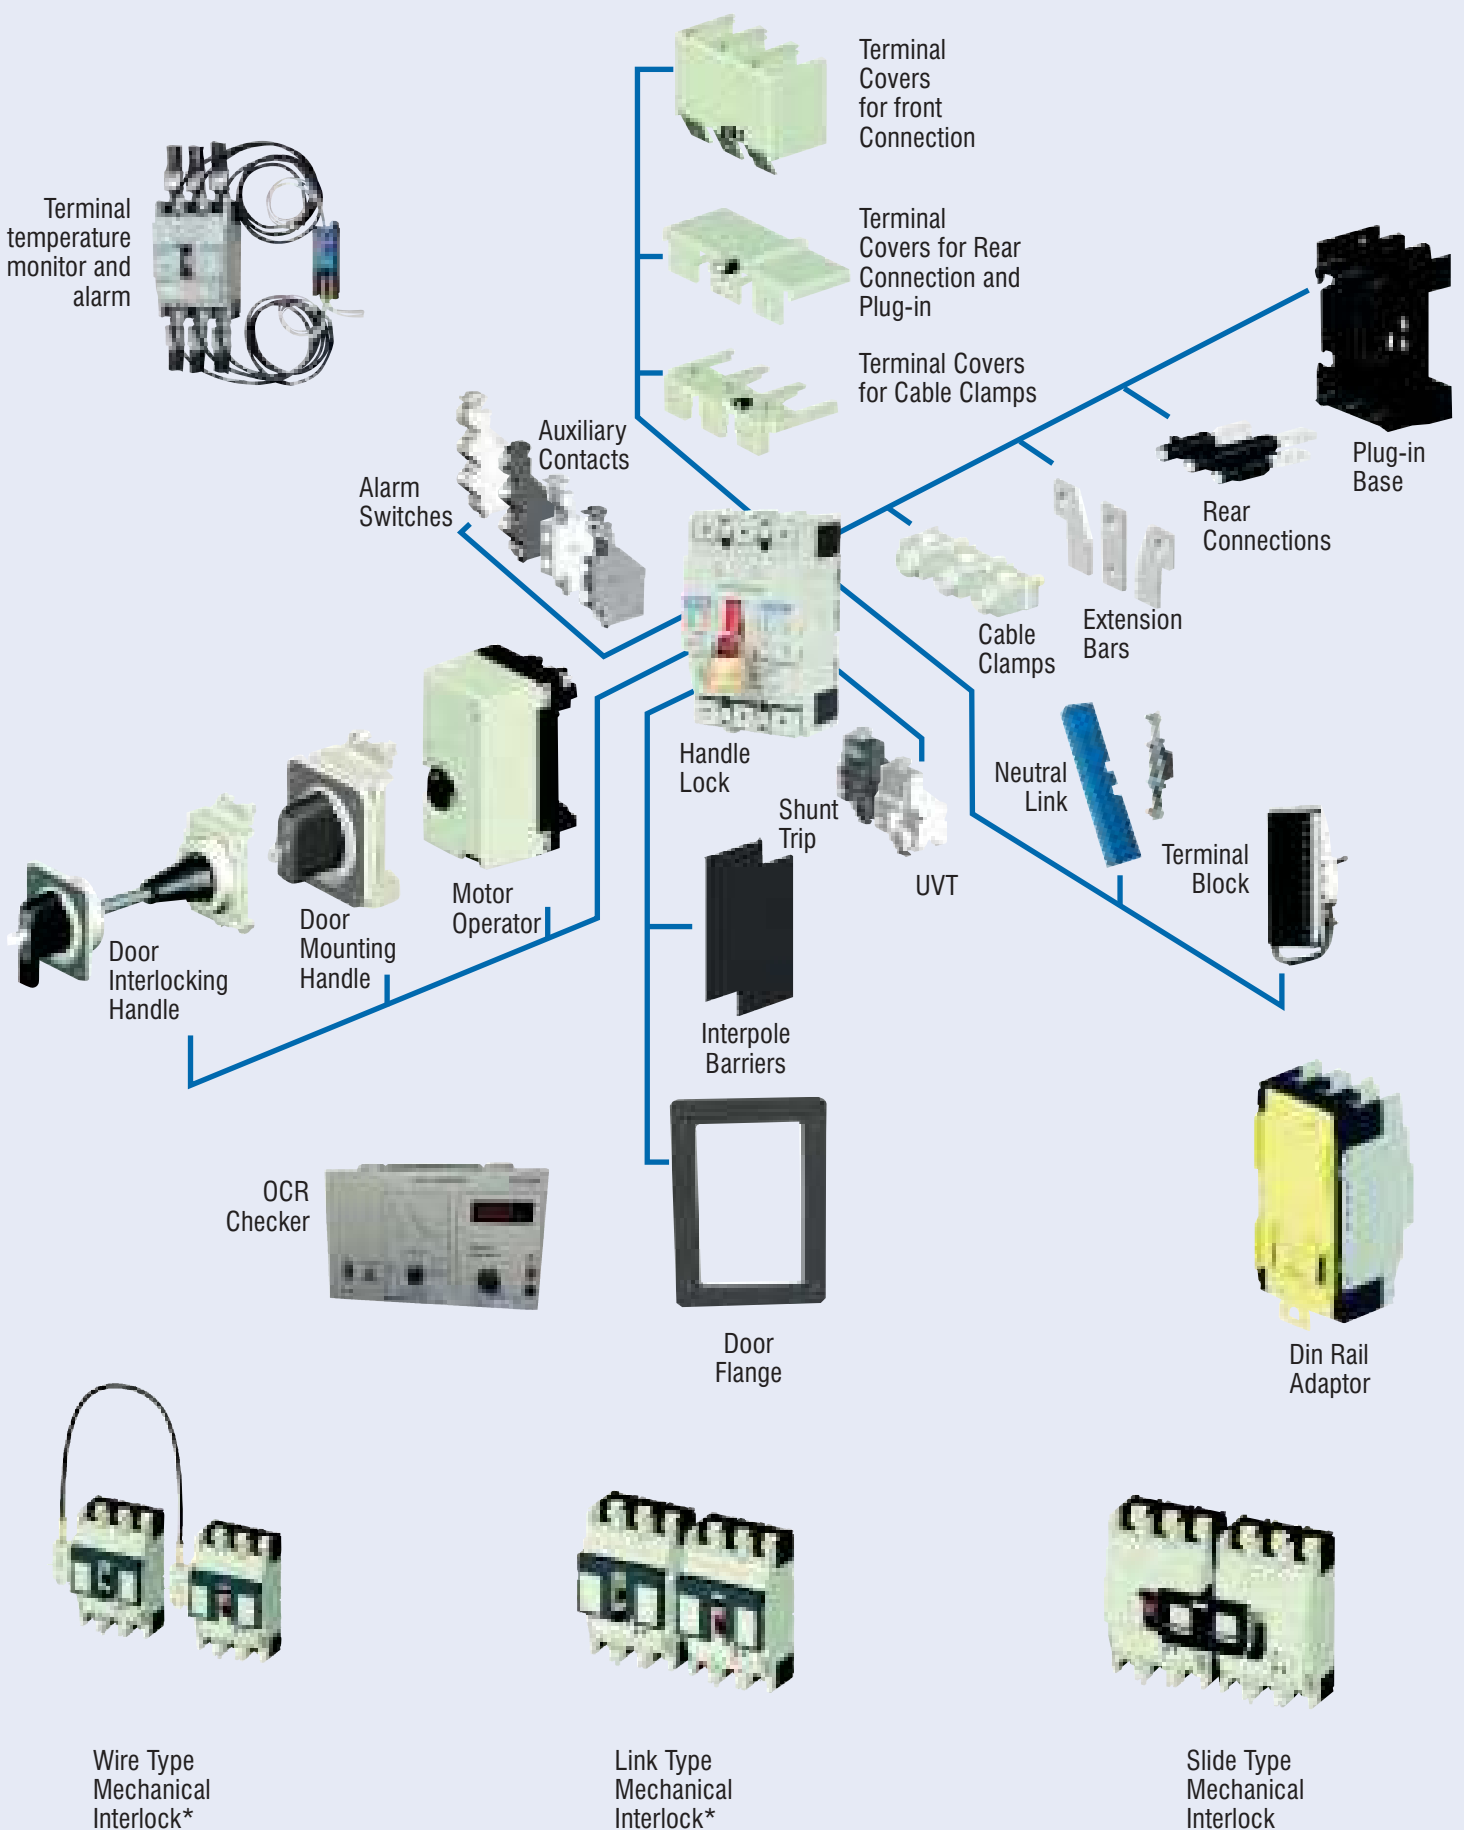 Terminal
Covers
for front
Connection
Terminal
temperature
monitor and
alarm
Terminal
Covers for Rear
Connection and
Plug-in
Terminal Covers
for Cable Clamps
Auxiliary
Contacts
Alarm
Switches
Plug-in
Base
Rear
Connections
Extension
Bars
Cable
Clamps
Handle
Lock
Neutral
Link
Shunt
Trip
UVT
Terminal
Block
Motor
Operator
Door
Mounting
Handle
Door
Interlocking
Handle
Interpole
Barriers
OCR
Checker
Door
Flange
Din Rail
Adaptor
Wire Type
Mechanical
Interlock*
Link Type
Mechanical
Interlock*
Slide Type
Mechanical
Interlock